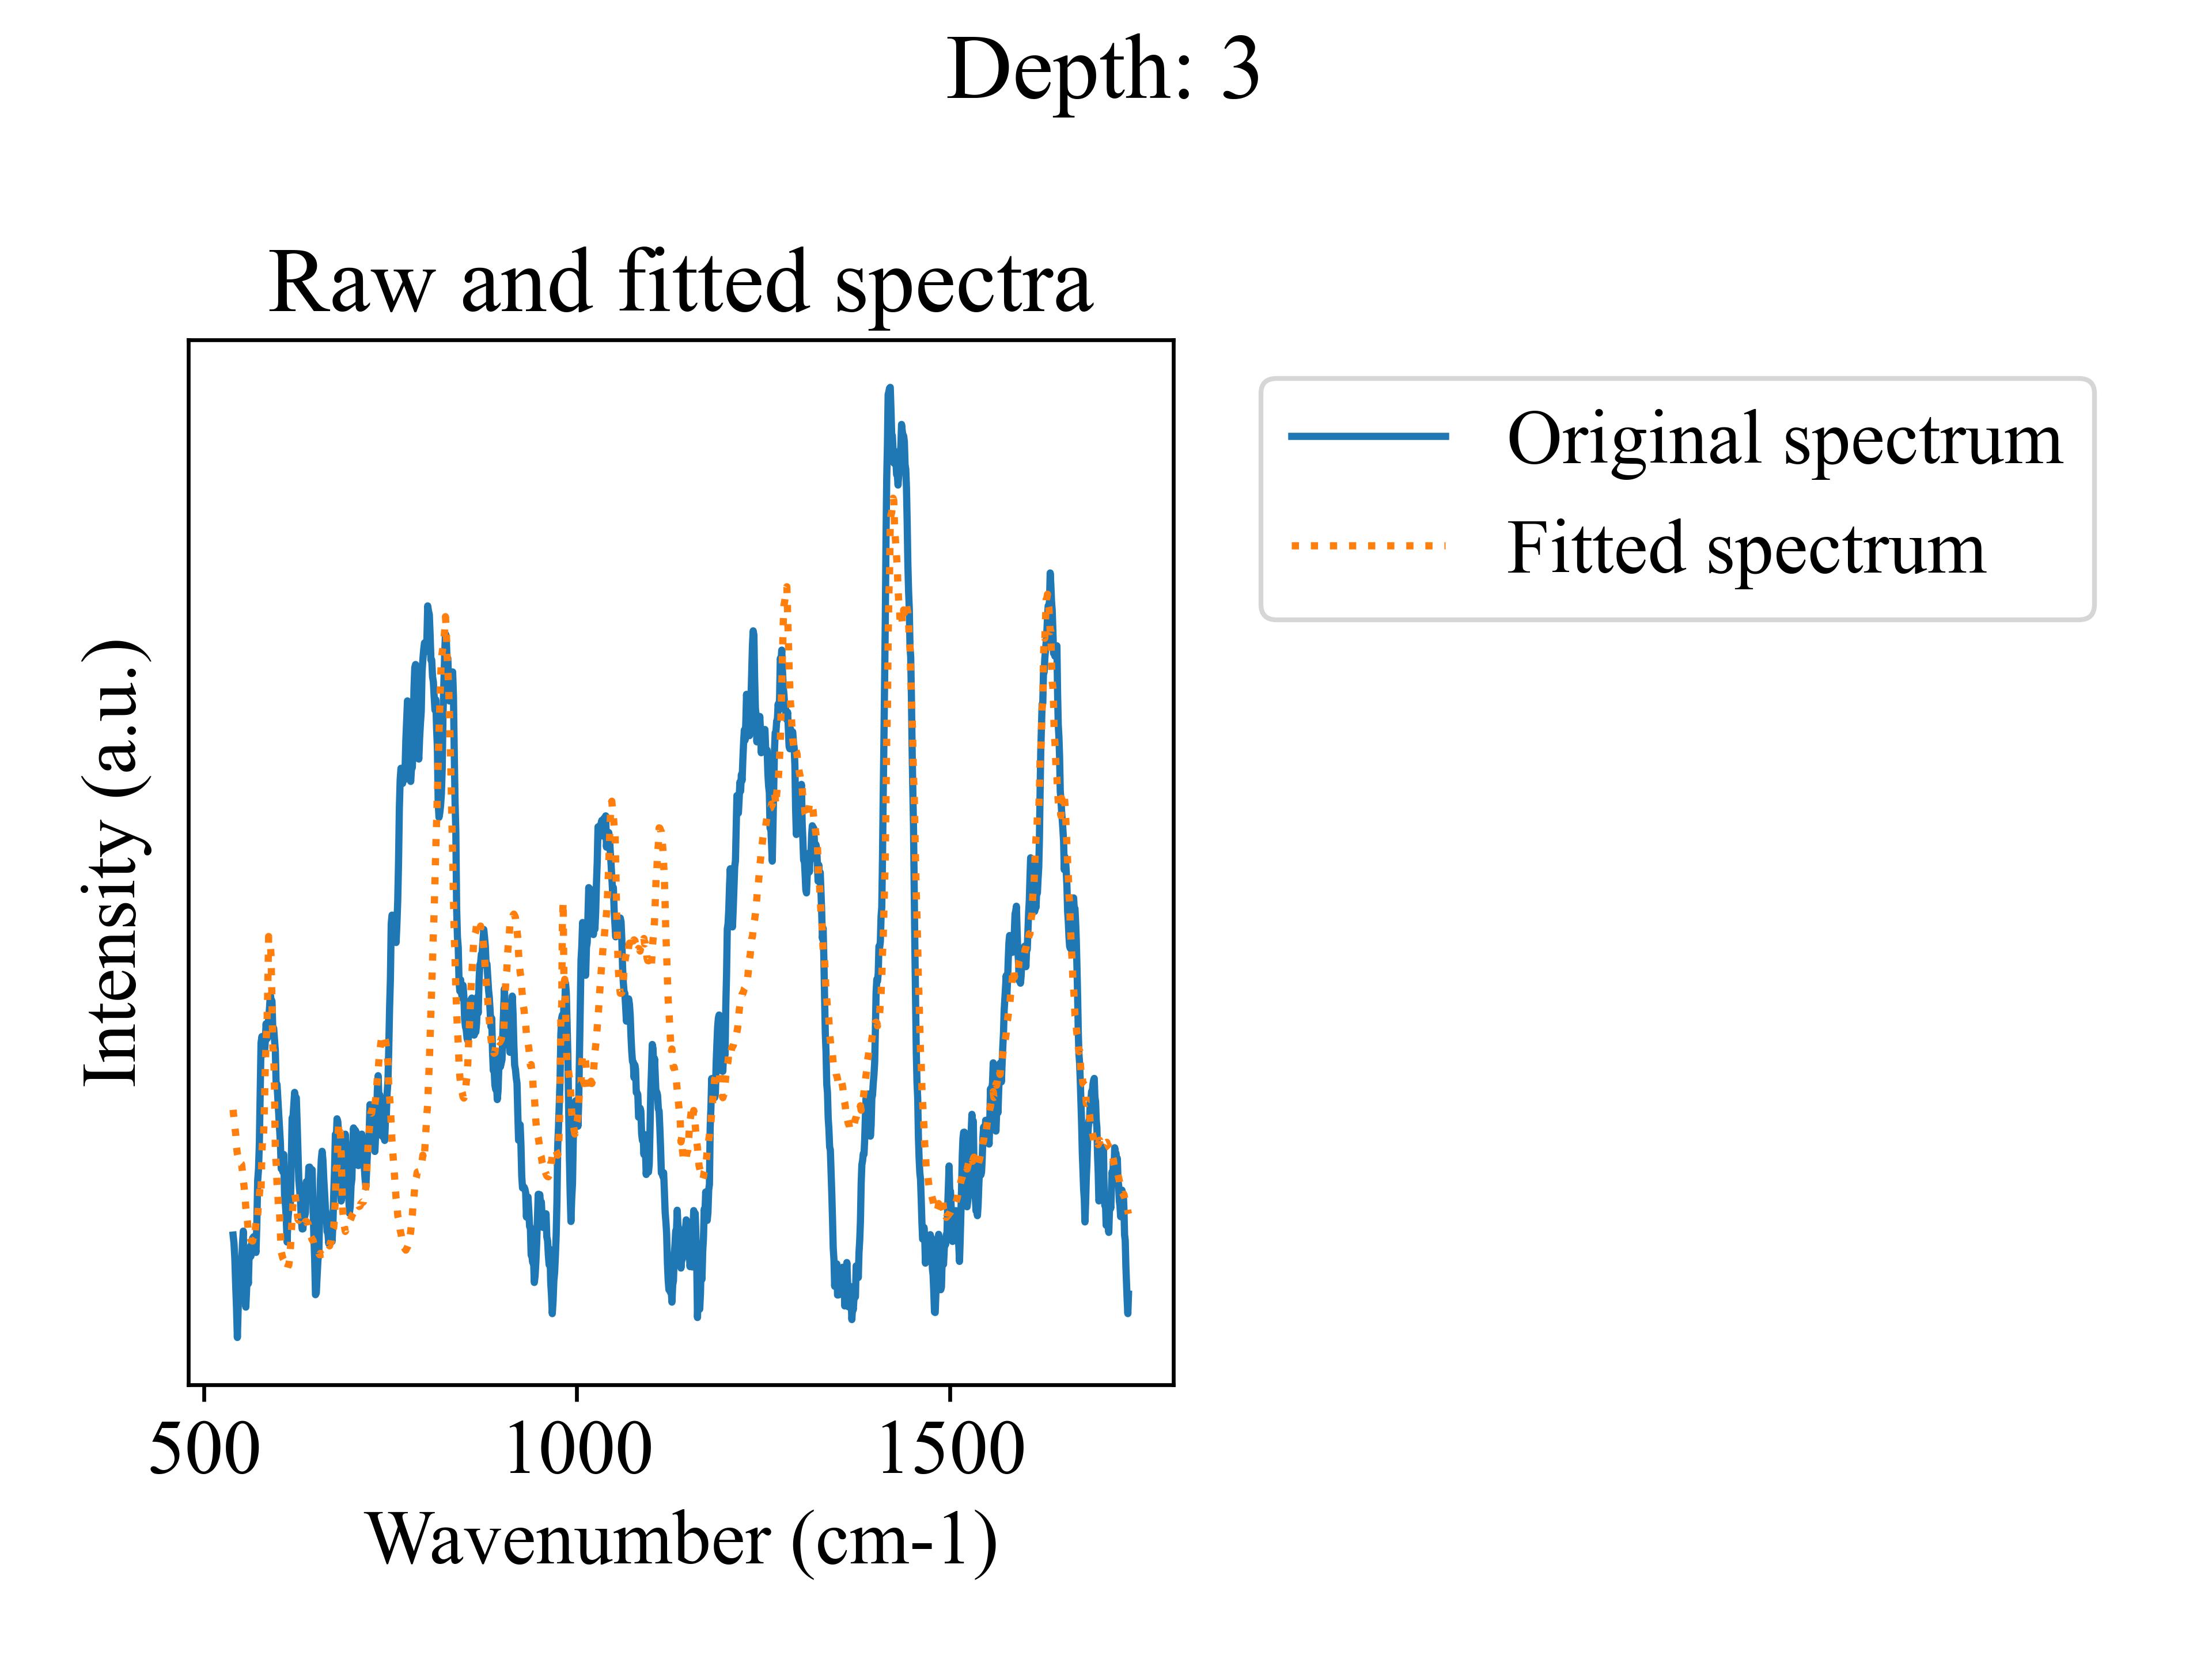 Depth: 3
Raw and fitted spectra
Original spectrum
Fitted spectrum
Intensity (a.u.)
500 1000 1500
Wavenumber (cm-1)